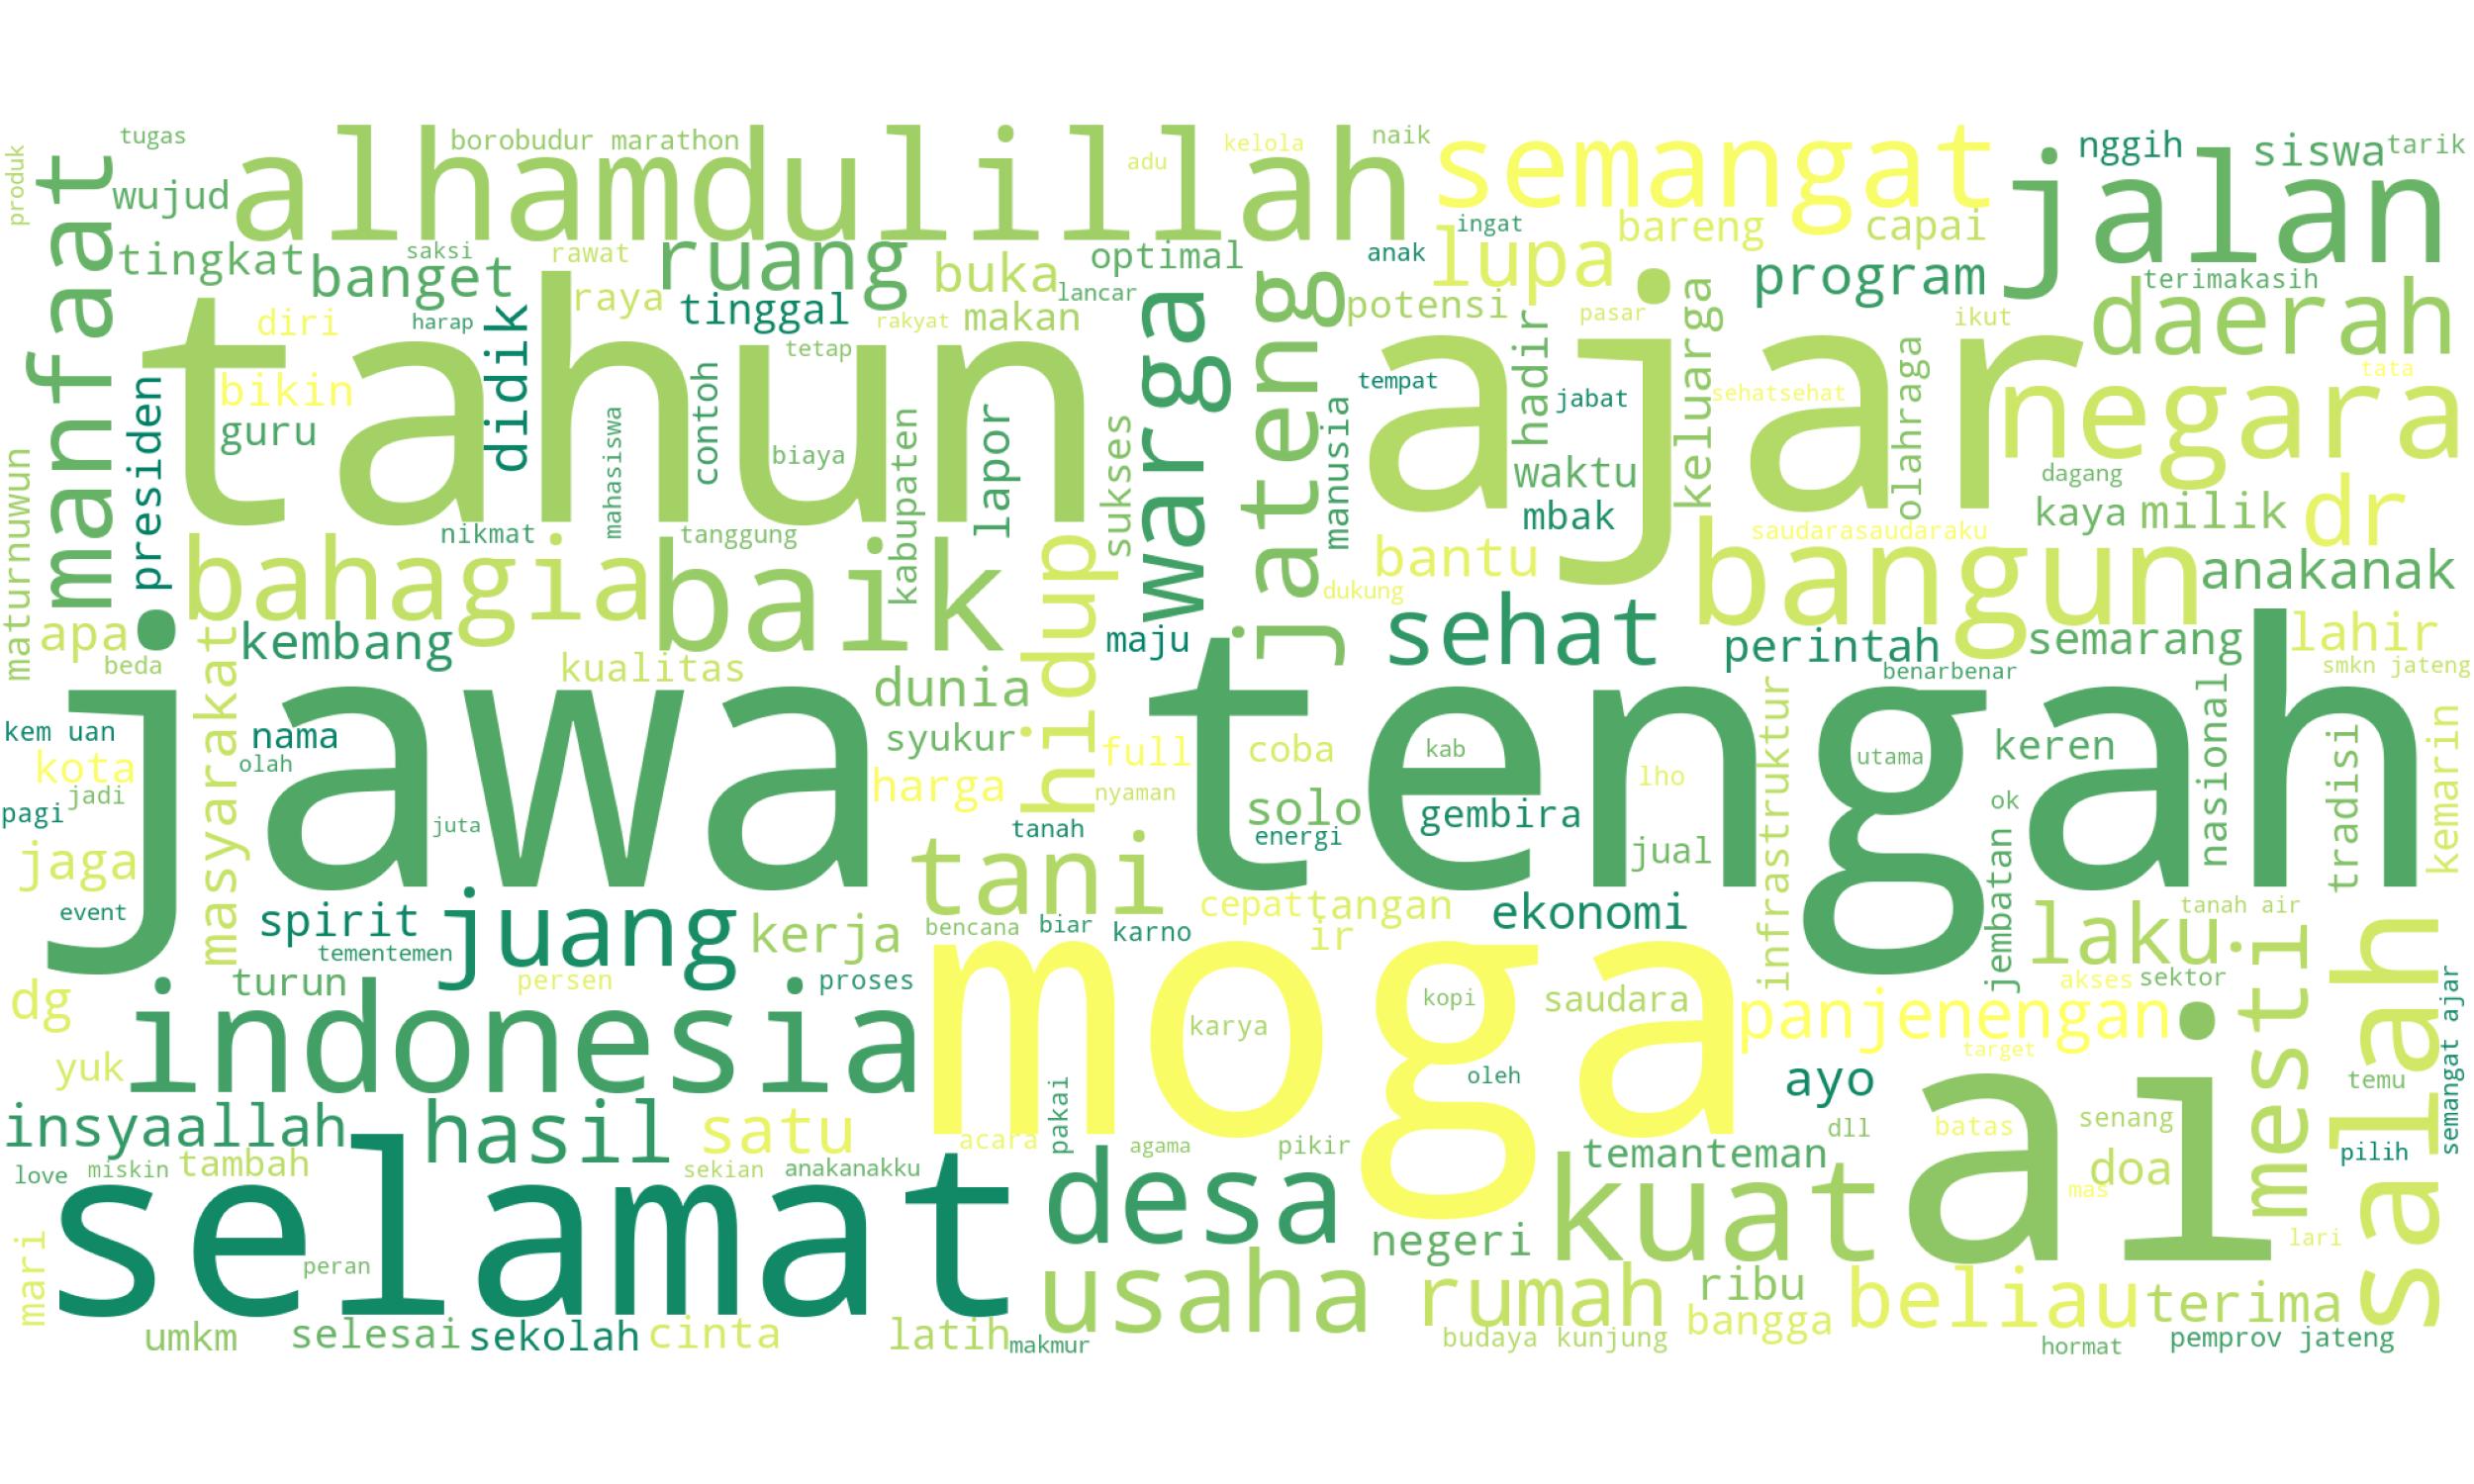 tugas
borobudur marathon
adu
kelola
naik
semangat
nggih
siswa
tarik
produk
manfaat
wujud
alhamdulillah
jalan
ingat
bareng
capai
tingkat
banget
saksi
rawat
ruang
buka
optimal
anak
lupa
program
terimakasih
daerah
diri
harap
didik
raya
tinggal
rakyat
makan
lancar
warga
jateng
potensi
hadir
pasar
keluarga
ikut
tahun
tetap
ajar
negara
tata
presiden
bikin
guru
mahasiswa
contoh
biaya
kabupaten
lapor
sukses
manusia
tempat
jabat
sehatsehat
olahraga
waktu
mbak
dagang
kaya
milik
dr
maturnuwun
nikmat
tanggung
saudarasaudaraku
bahagia
baik
hidup
bantu
dukung
bangun
anakanak
apa
beda
masyarakat
kembang
kualitas
dunia
maju
sehat
perintah
benarbenar
semarang
lahir
smkn jateng
jawa tengah
kem uan
nama
olah
kota
jadi
pagi
juta
syukur
harga
full
nyaman
coba
kab
solo
energi
gembira
lho
jual
infrastruktur
utama
keren
ok
nasional
tradisi
kemarin
jaga
event
tanah
tani
spirit
tementemen
juang
kerja
bencana
biar
karno
cepat
tangan
ir
ekonomi
jembatan
laku
tanah air
mesti
salah
dg
turun
persen
proses
indonesia
moga
karya
kopi
saudara
panjenengan
akses
sektor
target
semangat ajar
yuk
oleh
ayo
ai
temu
insyaallah
hasil
satu
acara
pakai
agama
pikir
temanteman
dll
batas
senang
doa
mas
pilih
love
miskin
tambah
sekian
anakanakku
selamat
peran
desa
negeri
kuat
lari
mari
usaha
rumah
ribu
bangga
beliau
terima
umkm
selesai
sekolah
cinta
latih
makmur
budaya
kunjung
hormat
pemprov jateng